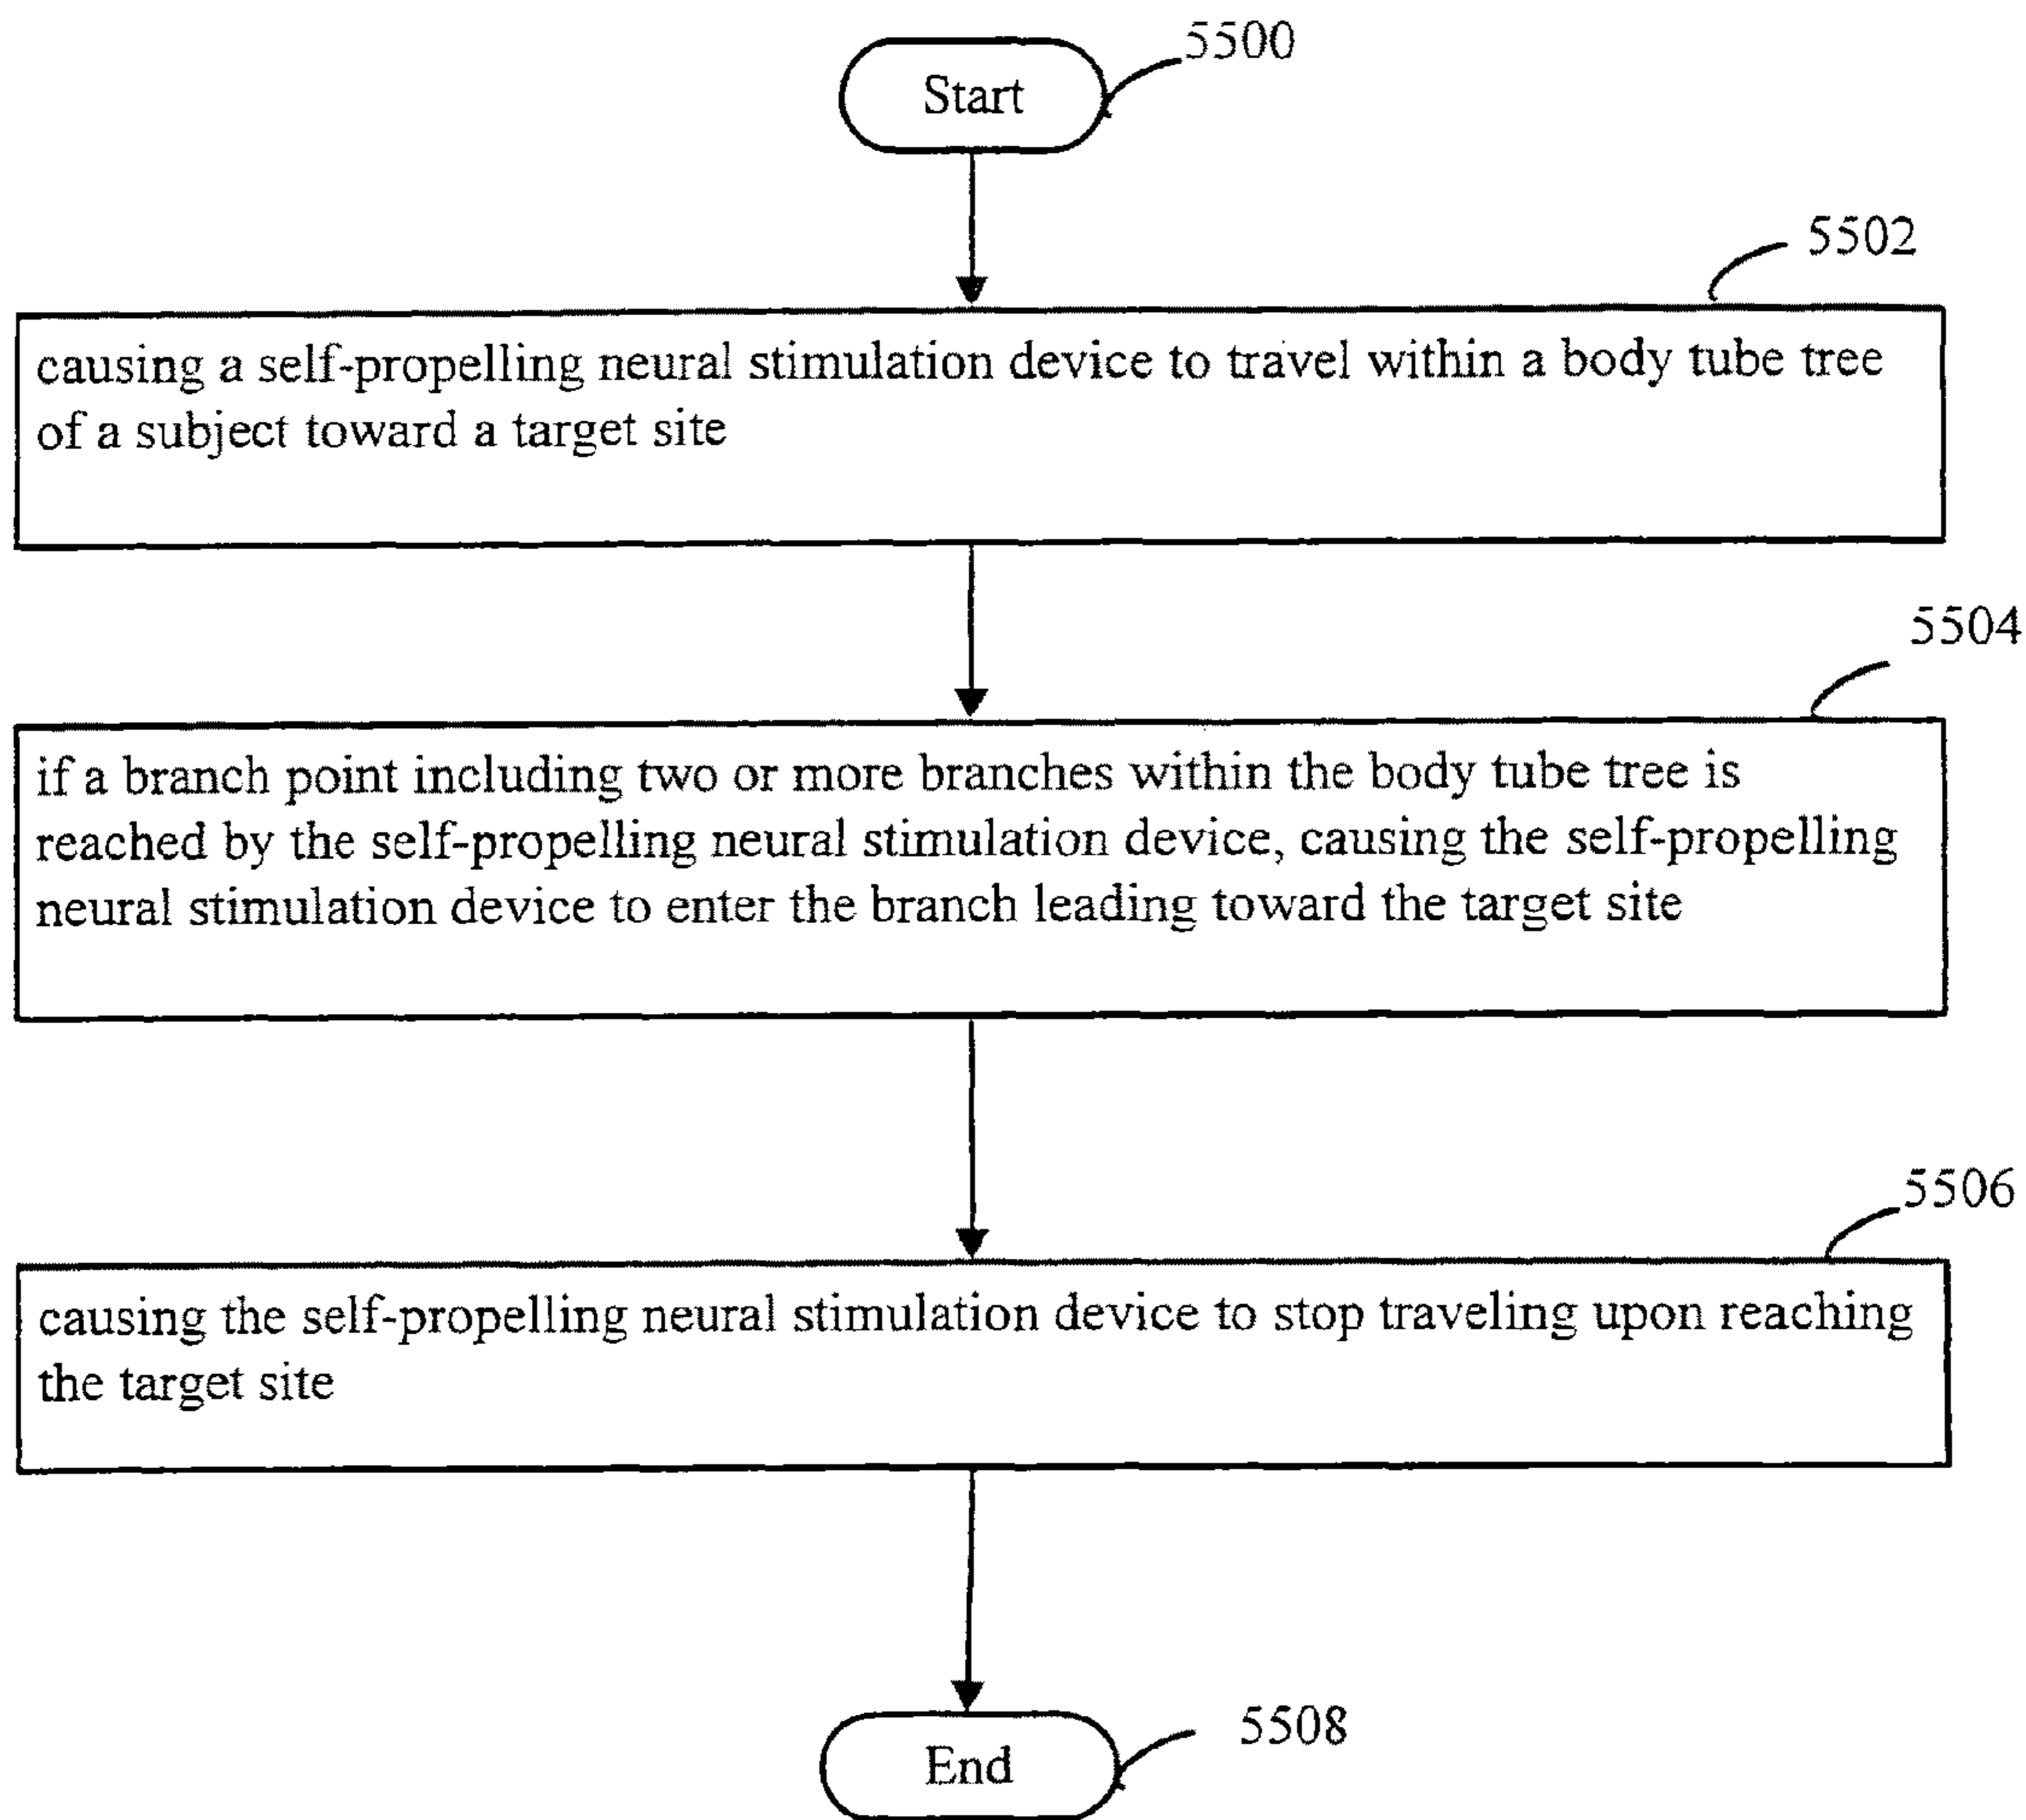 5500
Start
5502
causing a self-propelling neural stimulation device to travel within a body tube tree
of a subject toward a target site
5504
if a branch point including two or more branches within the body tube tree is
reached by the self-propelling neural stimulation device, causing the self-propelling
neural stimulation device to enter the branch leading toward the target site
5506
causing the self-propelling neural stimulation device to stop traveling upon reaching
the target site
5508
End